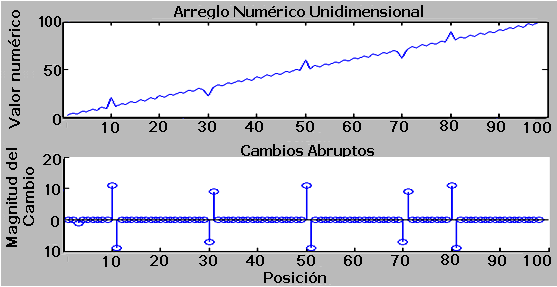 Arreglo Numérico Unidimensional
Valor numérico
100
50
0
10 20 30 40 50 60 70 80 90 100
Cambios Abruptos
Magnitud del
Cambio
20
10
0
10
10 20 30 40 50 60 70 80 90 100
Posición